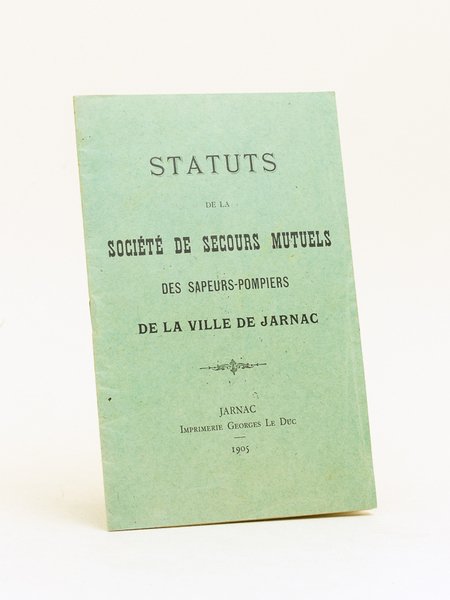 STATUTS
DE LA
SOCIÉTÉ DE SECOURS MUTUELS
DES SAPEURS-POMPIERS
DE LA VILLE DE JARNAC
JARNAC
IMPRIMERIE GEORGES LE DUC
1905